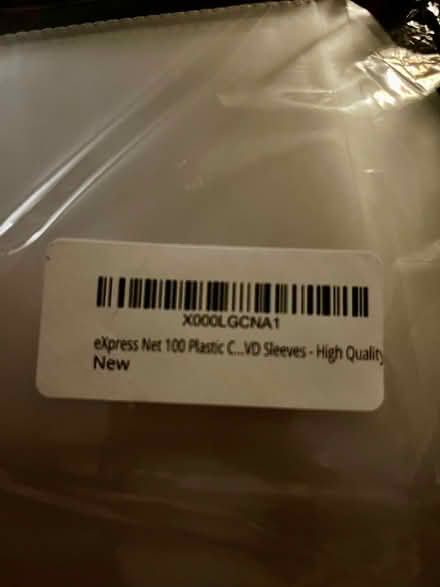 X000LGCNA1
eXpress Net 100 Plastic C...VD Sleeves - High Quality
New